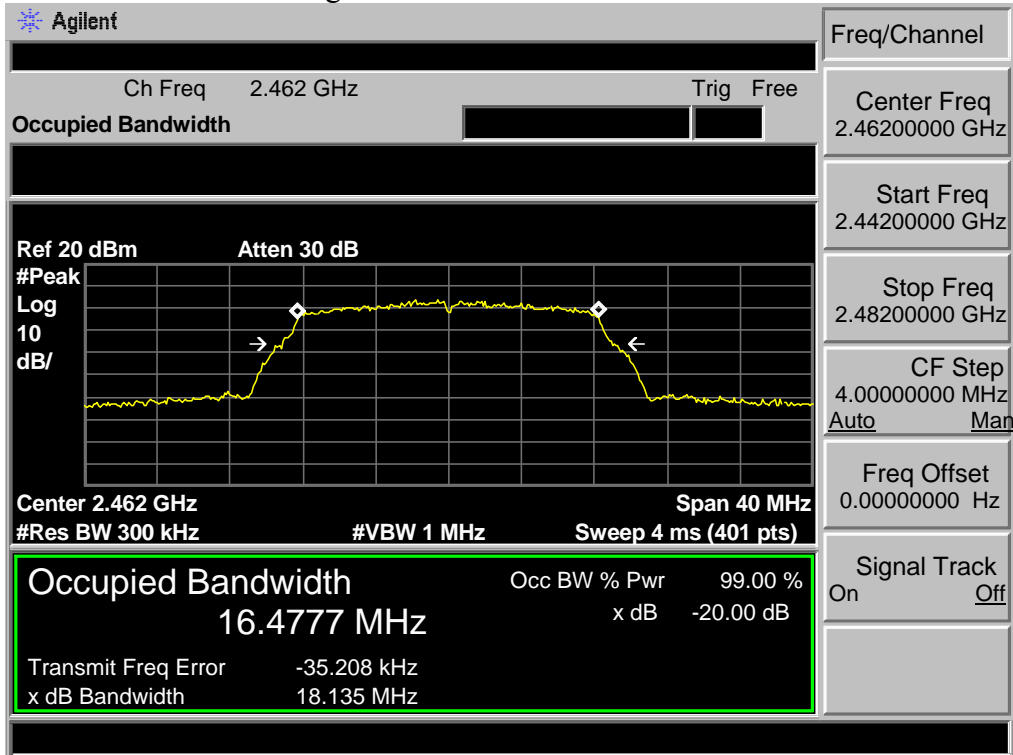 Agilent
Freq/Channel
Ch Freq 2.462 GHz Trig Free
Occupied Bandwidth
Center Freq
2.46200000 GHz
Start Freq
2.44200000 GHz
Ref 20 dBm Atten 30 dB
#Peak
Log
10
dB/
Stop Freq
2.48200000 GHz
CF Step
4.00000000 MHz
Auto Man
Center 2.462 GHz Span 40 MHz
#Res BW 300 kHz #VBW 1 MHz Sweep 4 ms (401 pts)
Freq Offset
0.00000000 Hz
Occupied Bandwidth
16.4777 MHz
Occ BW % Pwr 99.00 %
x dB -20.00 dB
Transmit Freq Error -35.208 kHz
x dB Bandwidth 18.135 MHz
Signal Track
On Off